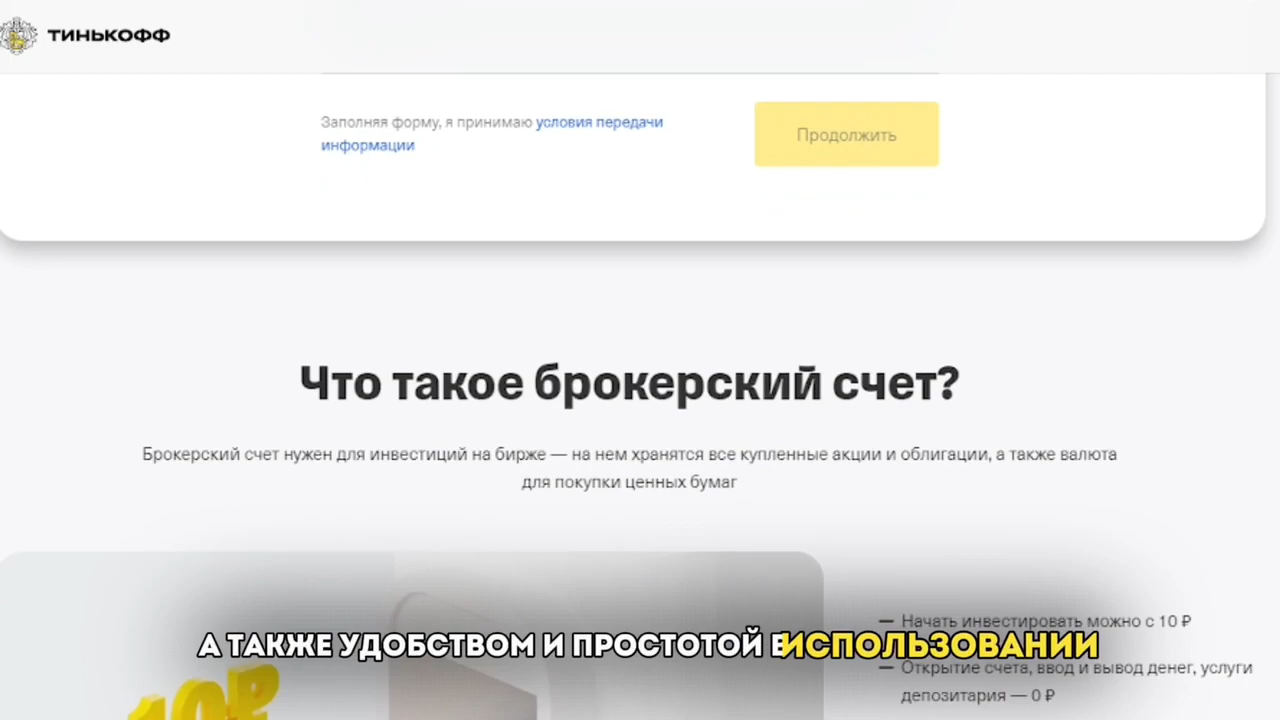 ТИНЬКОФФ
Заполняя форму, я принимаю условия передачи
информации
Продолжить
Что такое брокерский счет?
Брокерский счет нужен для инвестиций на бирже — на нем хранятся все купленные акции и облигации, а также валюта
для покупки ценных бумаг
— Начать инвестировать можно с 10 ₽
А ТАКЖЕ УДОБСТВОМ И ПРОСТОТОЙ В ИСПОЛЬЗОВАНИИ
— Открытие счета, ввод и вывод денег, услуги
депозитария — 0 ₽
10₽